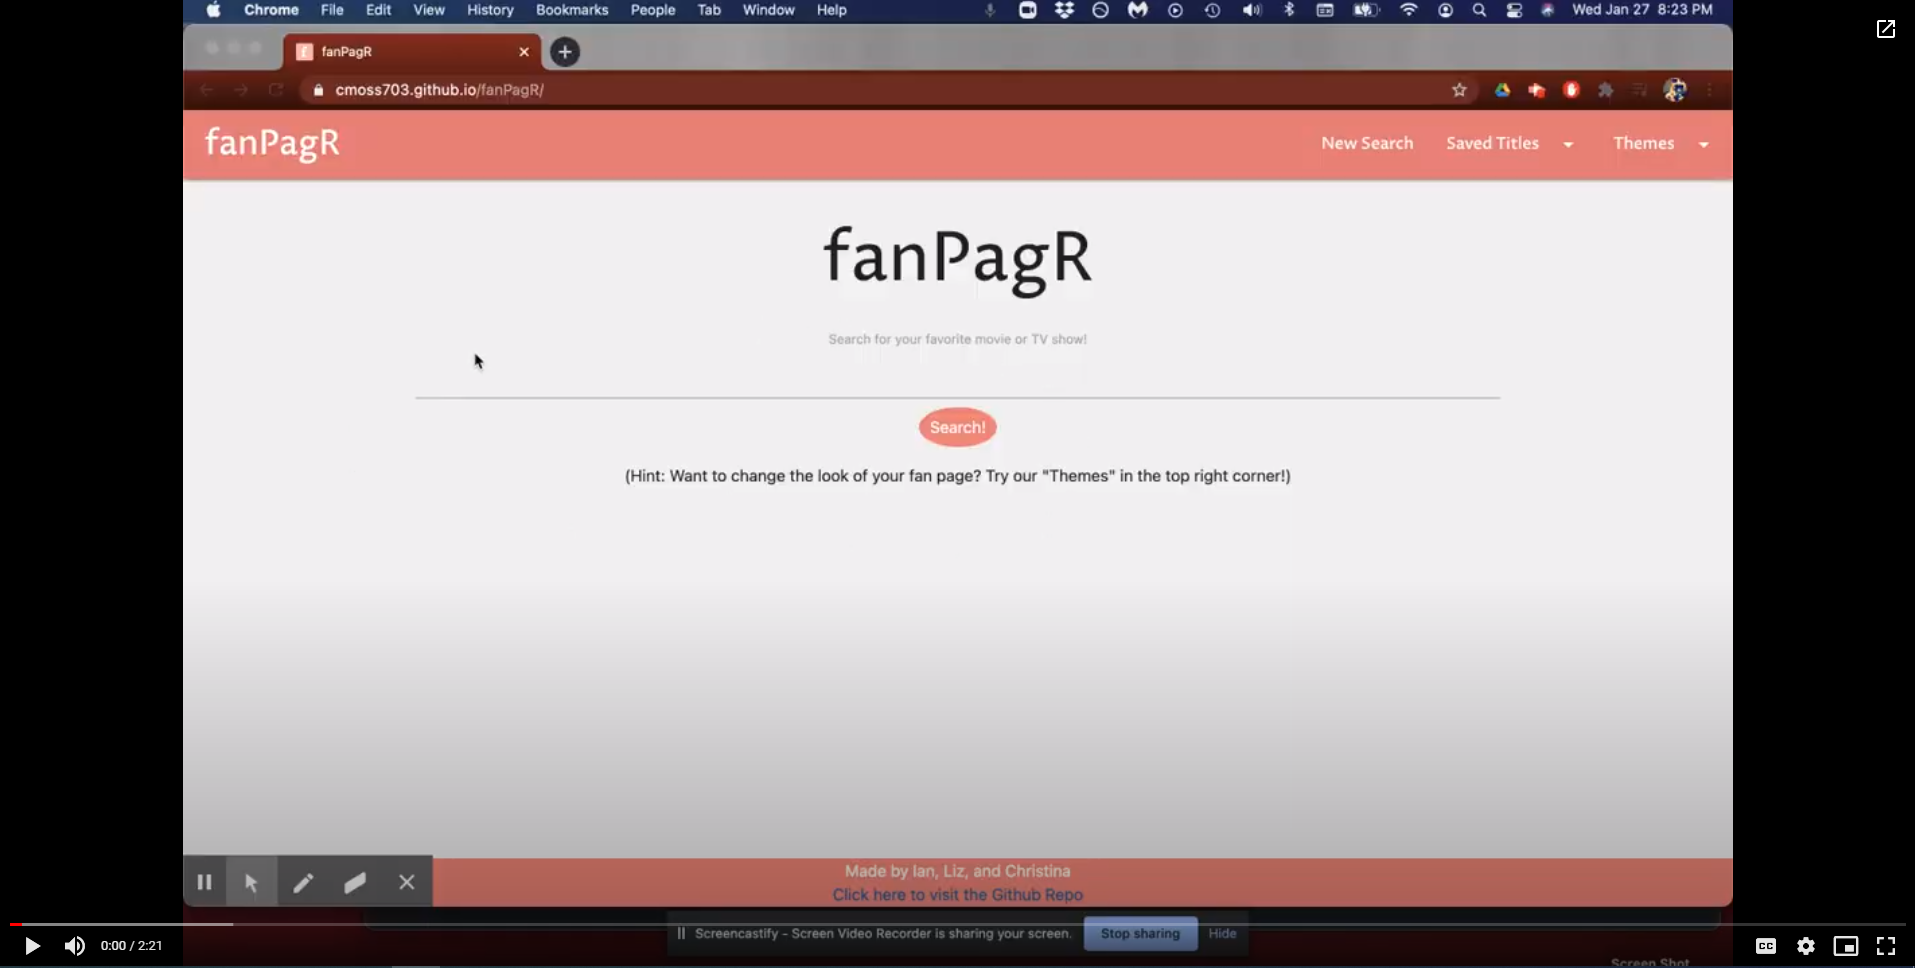 Chrome File Edit View History Bookmarks People Tab Window Help Wed Jan 27 8:23 PM
fanPagR
cmoss703.github.io/fanPagR/
fanPagR New Search Saved Titles Themes
fanPagR
Search for your favorite movie or TV show!
Search!
(Hint: Want to change the look of your fan page? Try our "Themes" in the top right corner!)
Made by Ian, Liz, and Christina
Click here to visit the Github Repo
Screencastify - Screen Video Recorder is sharing your screen. Stop sharing Hide
0:00 / 2:21 CC
Screen Shot